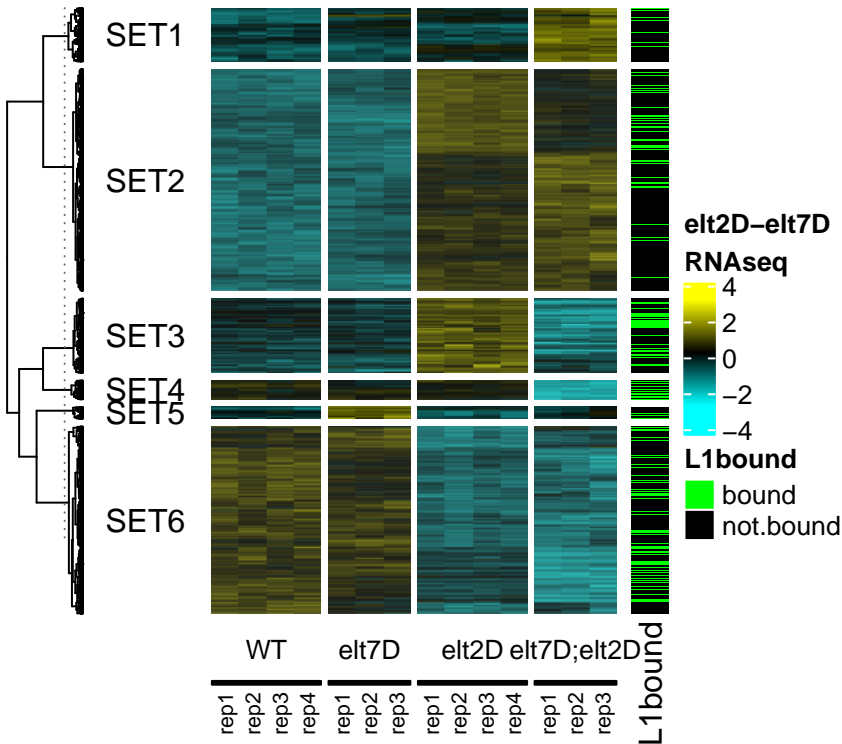 SET1
SET2
SET3
SET4
SET5
SET6
elt2D−elt7D
RNAseq
4
2
0
−2
−4
L1bound
bound
not.bound
WT
elt7D
elt2D
elt7D;elt2D
rep1
rep2
rep3
rep4
rep1
rep2
rep3
rep1
rep2
rep3
rep4
rep1
rep2
rep3
L1bound